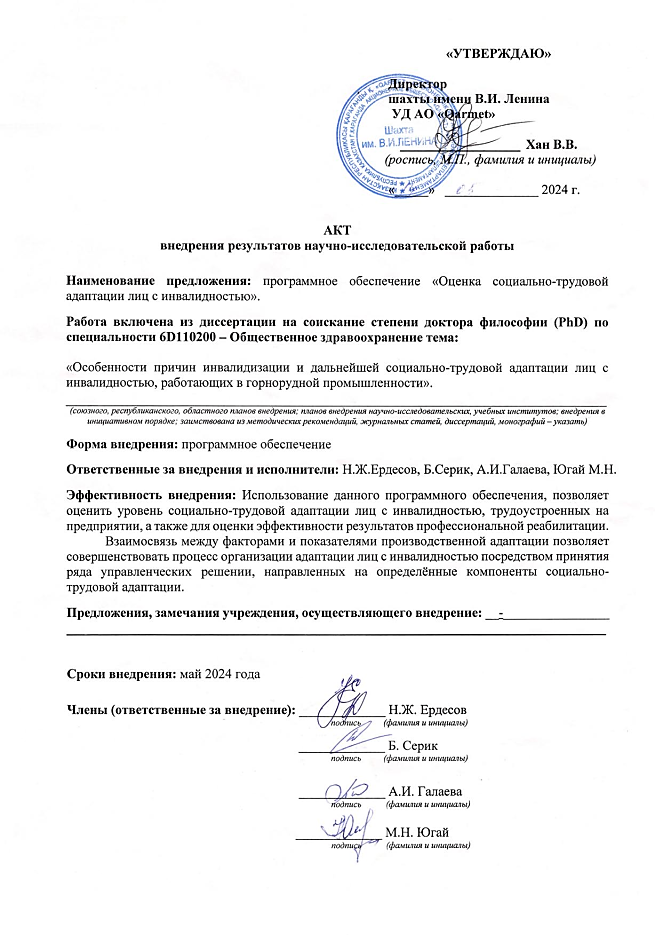 «УТВЕРЖДАЮ»
Директор
шахты имени В.И. Ленина
УД АО «Qarmet»
Шахта
им. В.И.ЛЕНИНА
Хан В.В.
(роспись, М.П., фамилия и инициалы)
«_____» ______________ 2024 г.
АКТ
внедрения результатов научно-исследовательской работы
Наименование предложения: программное обеспечение «Оценка социально-трудовой
адаптации лиц с инвалидностью».
Работа включена из диссертации на соискание степени доктора философии (PhD) по
специальности 6D110200 – Общественное здравоохранение тема:
«Особенности причин инвалидизации и дальнейшей социально-трудовой адаптации лиц с
инвалидностью, работающих в горнорудной промышленности».
(союзного, республиканского, областного планов внедрения; планов внедрения научно-исследовательских, учебных институтов; внедрения в
инициативном порядке; заимствована из методических рекомендаций, журнальных статей, диссертаций, монографий – указать)
Форма внедрения: программное обеспечение
Ответственные за внедрения и исполнители: Н.Ж.Ердесов, Б.Серик, А.И.Галаева, Югай М.Н.
Эффективность внедрения: Использование данного программного обеспечения, позволяет
оценить уровень социально-трудовой адаптации лиц с инвалидностью, трудоустроенных на
предприятии, а также для оценки эффективности результатов профессиональной реабилитации.
Взаимосвязь между факторами и показателями производственной адаптации позволяет
совершенствовать процесс организации адаптации лиц с инвалидностью посредством принятия
ряда управленческих решении, направленных на определённые компоненты социально-
трудовой адаптации.
Предложения, замечания учреждения, осуществляющего внедрение: __-________________
Сроки внедрения: май 2024 года
Члены (ответственные за внедрение): _____________ Н.Ж. Ердесов
подпись (фамилия и инициалы)
_____________ Б. Серик
подпись (фамилия и инициалы)
_____________ А.И. Галаева
подпись (фамилия и инициалы)
_____________ М.Н. Югай
подпись (фамилия и инициалы)